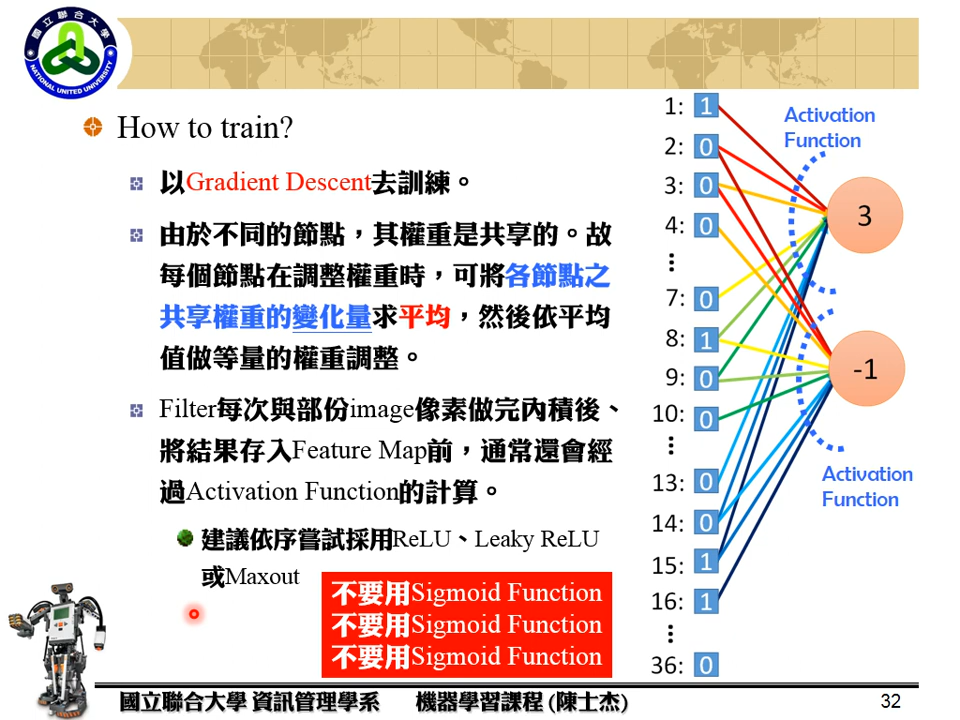 國立聯合大學
NATIONAL UNITED UNIVERSITY
How to train?
以Gradient Descent去訓練。
由於不同的節點，其權重是共享的。故
每個節點在調整權重時，可將各節點之
共享權重的變化量求平均，然後依平均
值做等量的權重調整。
Filter每次與部份image像素做完內積後、
將結果存入Feature Map前，通常還會經
過Activation Function的計算。
建議依序嘗試採用ReLU、Leaky ReLU
或Maxout
不要用Sigmoid Function
不要用Sigmoid Function
不要用Sigmoid Function
1: 1
2: 0
3: 0
4: 0
⋮
7: 0
8: 1
9: 0
10: 0
⋮
13: 0
14: 0
15: 1
16: 1
⋮
36: 0
Activation
Function
3
-1
Activation
Function
國立聯合大學 資訊管理學系 機器學習課程 (陳士杰)
32